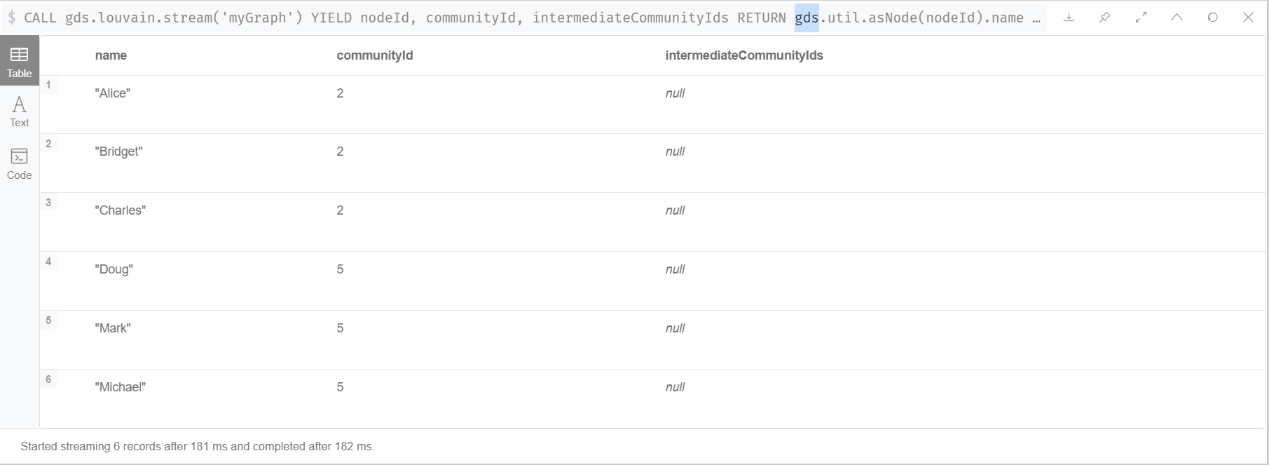 $ CALL gds.louvain.stream('myGraph') YIELD nodeId, communityId, intermediateCommunityIds RETURN gds.util.asNode(nodeId).name …
Table
Text
Code
name communityId intermediateCommunityIds
1 "Alice" 2 null
2 "Bridget" 2 null
3 "Charles" 2 null
4 "Doug" 5 null
5 "Mark" 5 null
6 "Michael" 5 null
Started streaming 6 records after 181 ms and completed after 182 ms.